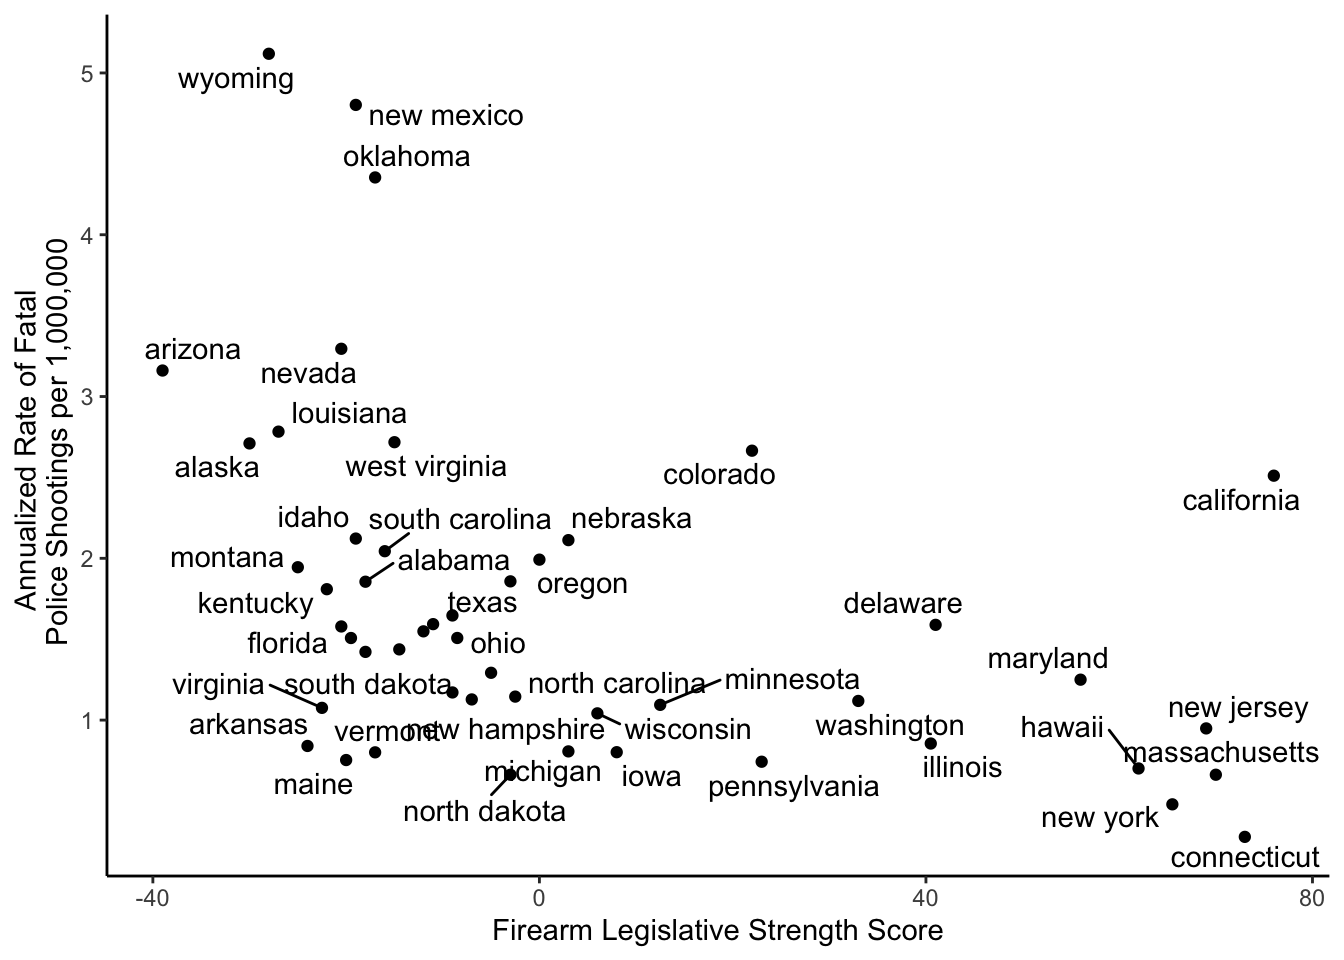 5
4
3
2
1
Annualized Rate of Fatal
Police Shootings per 1,000,000
wyoming
new mexico
oklahoma
arizona
nevada
louisiana
alaska
west virginia
colorado
california
idaho
south carolina
nebraska
montana
alabama
oregon
kentucky
texas
delaware
florida
ohio
maryland
virginia
south dakota
north carolina
minnesota
new jersey
arkansas
vermont
new hampshire
wisconsin
washington
hawaii
massachusetts
maine
michigan
iowa
illinois
pennsylvania
north dakota
new york
connecticut
-40
0
40
80
Firearm Legislative Strength Score